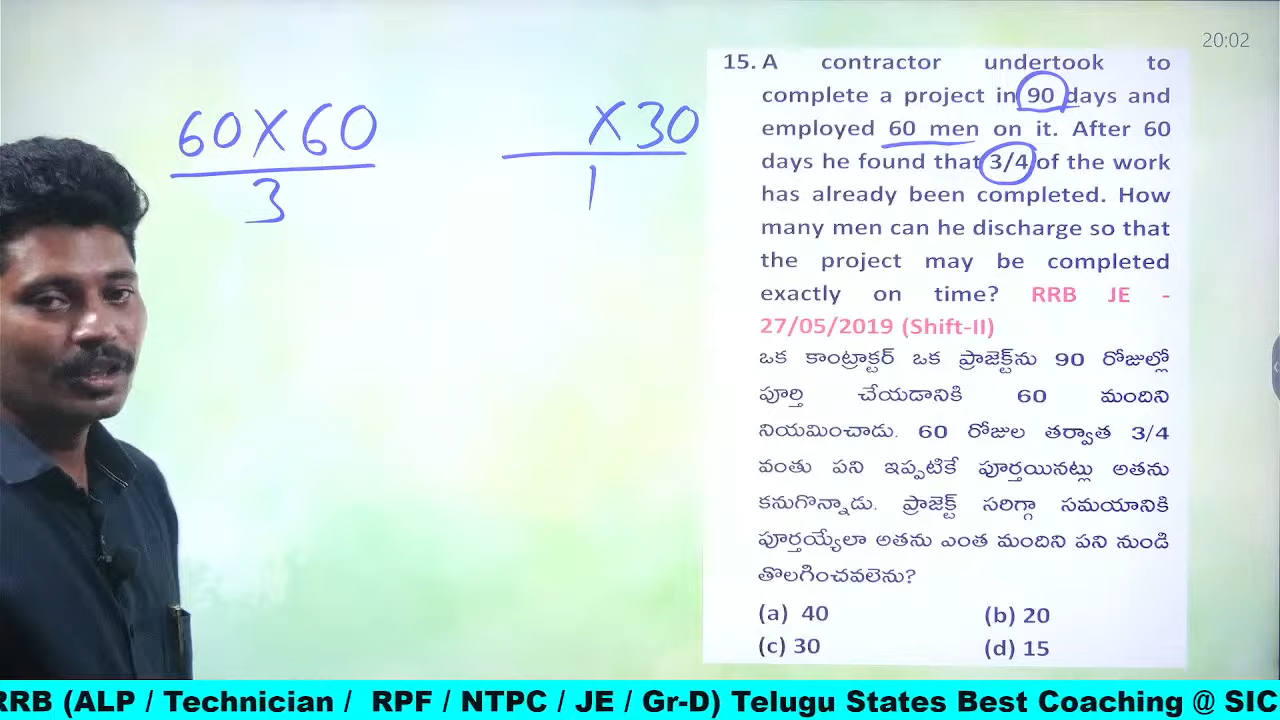 20:02
60 X 60
3
X 30
1
15. A contractor undertook to
complete a project in 90 days and
employed 60 men on it. After 60
days he found that 3/4 of the work
has already been completed. How
many men can he discharge so that
the project may be completed
exactly on time? RRB JE -
27/05/2019 (Shift-II)
ఒక కాంట్రాక్టర్ ఒక ప్రాజెక్ట్‌ను 90 రోజుల్లో
పూర్తి చేయడానికి 60 మందిని
నియమించాడు. 60 రోజుల తర్వాత 3/4
వంతు పని ఇప్పటికే పూర్తయినట్లు అతను
కనుగొన్నాడు. ప్రాజెక్ట్ సరిగ్గా సమయానికి
పూర్తయ్యేలా అతను ఎంత మందిని పని నుండి
తొలగించవలెను?
(a) 40 (b) 20
(c) 30 (d) 15
RRB (ALP / Technician / RPF / NTPC / JE / Gr-D) Telugu States Best Coaching @ SIC